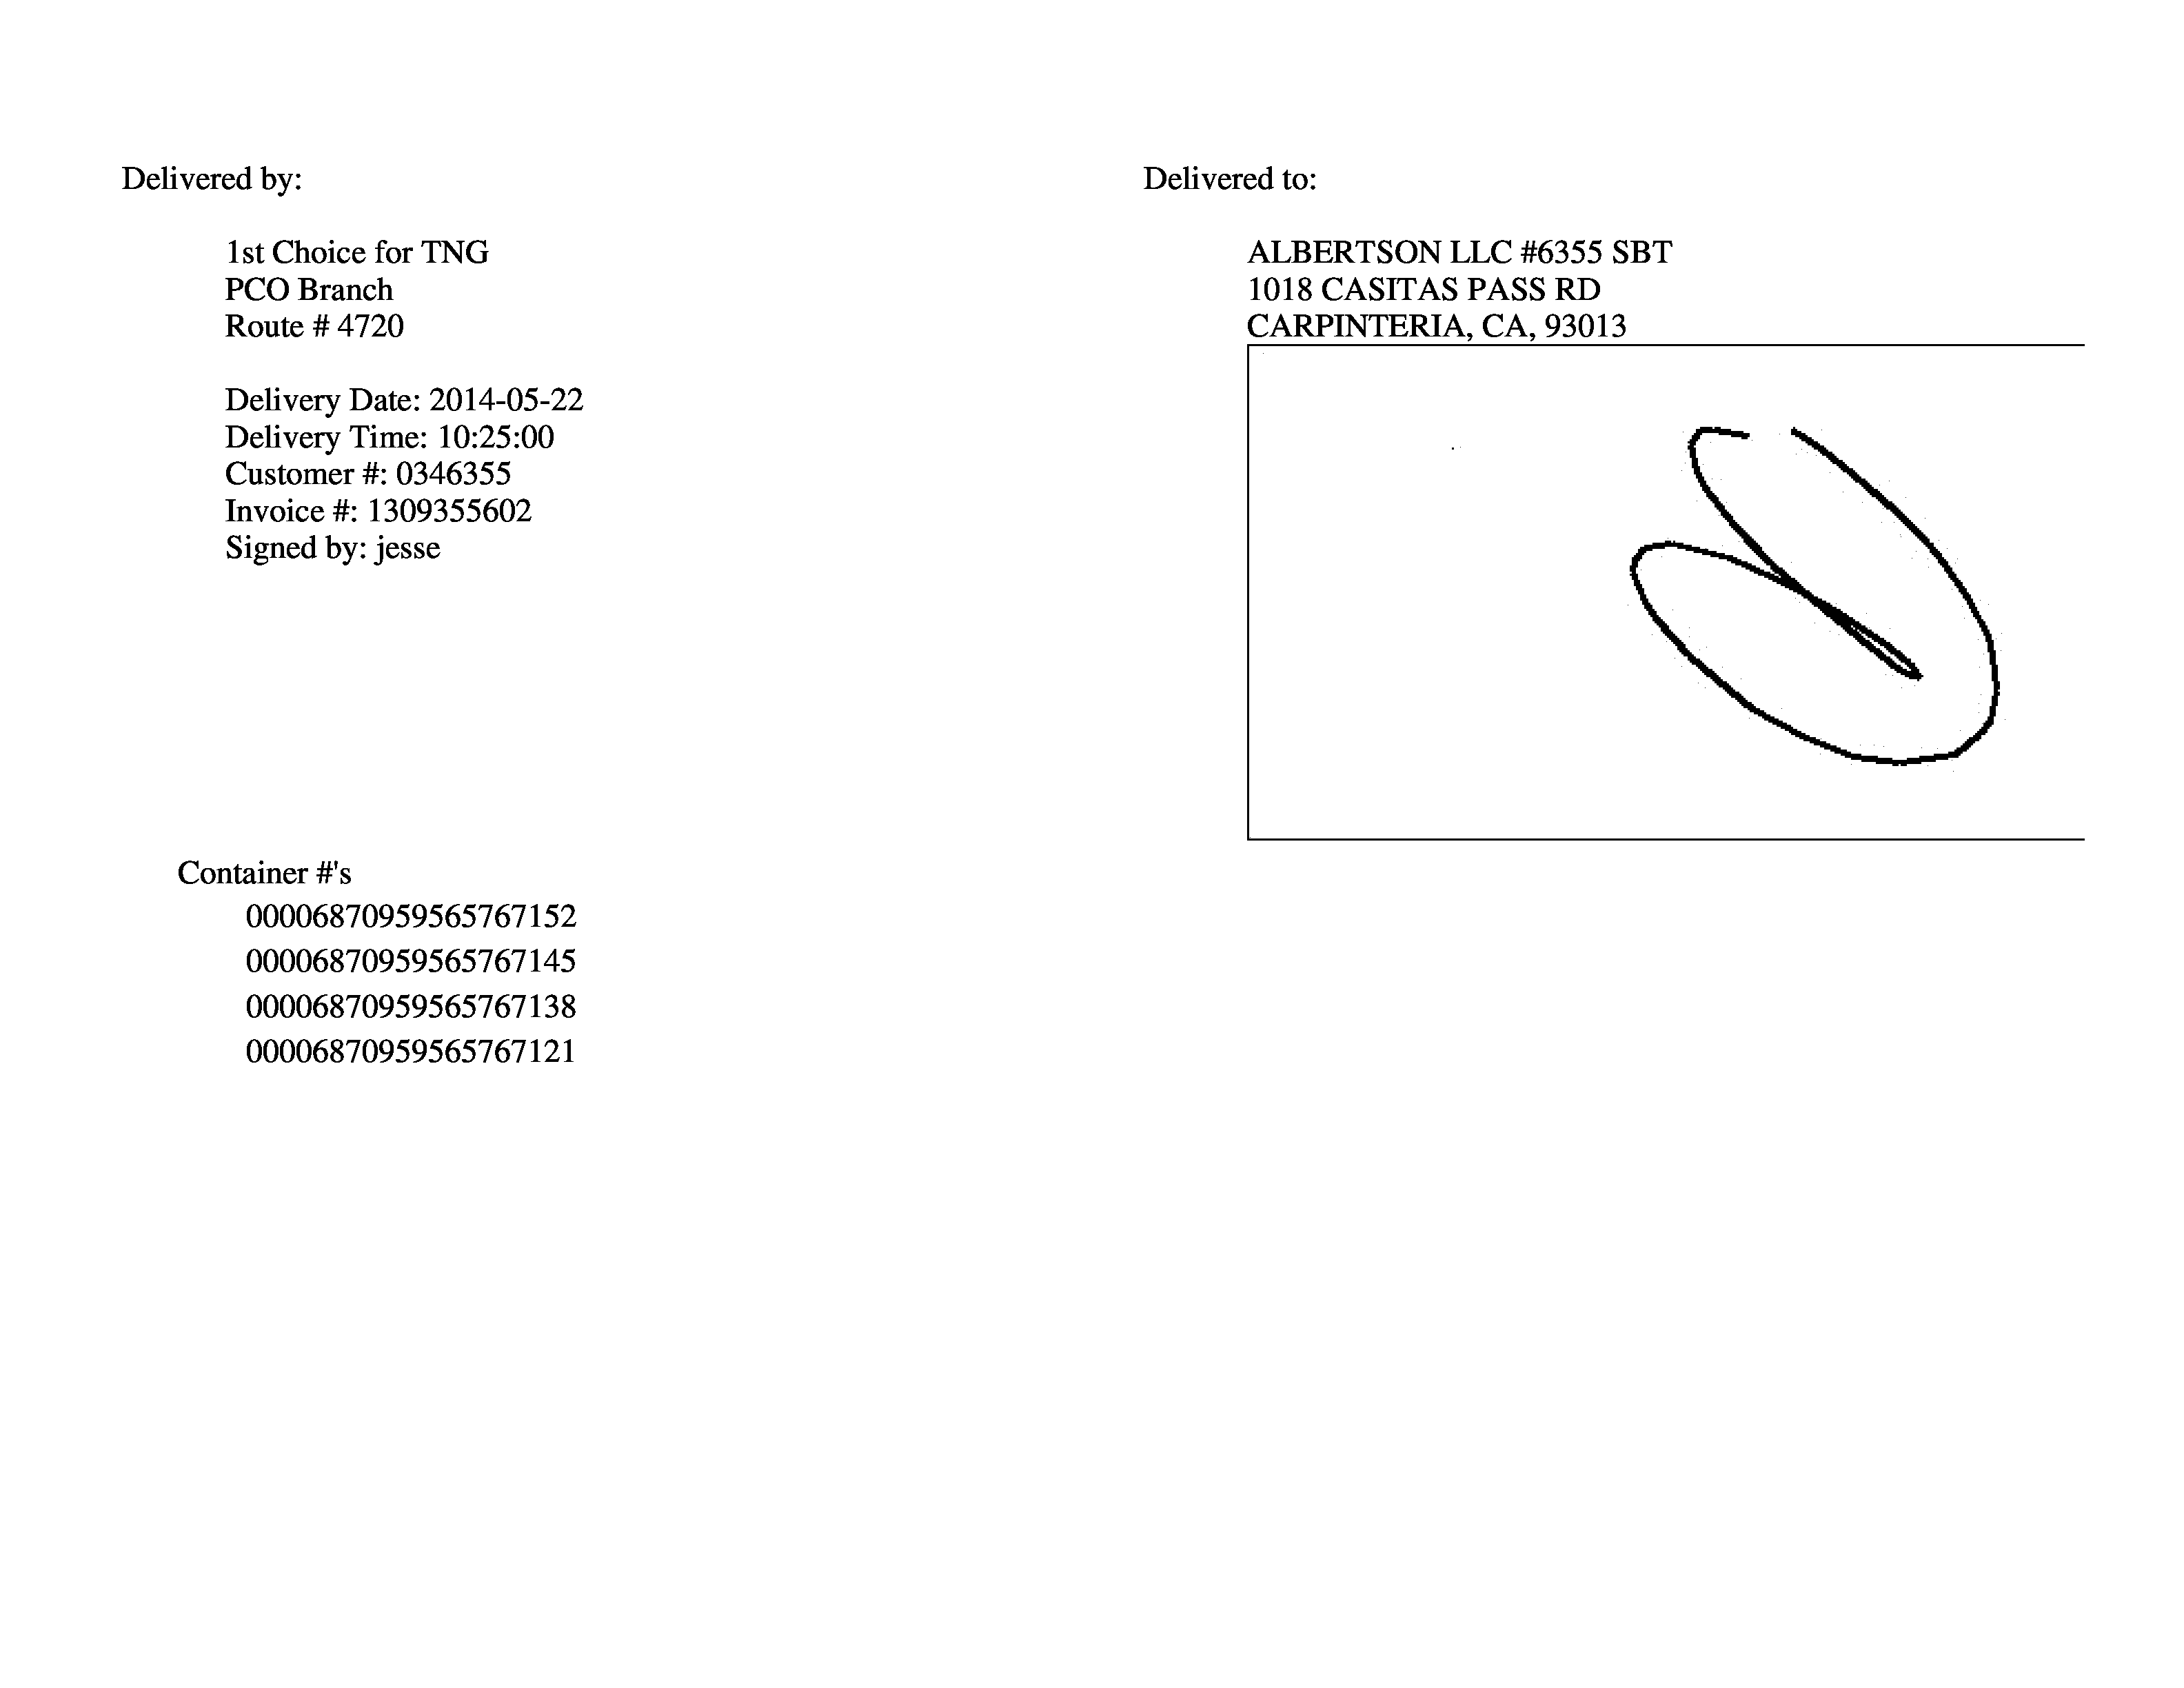 Delivered by:
1st Choice for TNG
PCO Branch
Route # 4720
Delivery Date: 2014-05-22
Delivery Time: 10:25:00
Customer #: 0346355
Invoice #: 1309355602
Signed by: jesse
Delivered to:
ALBERTSON LLC #6355 SBT
1018 CASITAS PASS RD
CARPINTERIA, CA, 93013
Container #'s
00006870959565767152
00006870959565767145
00006870959565767138
00006870959565767121